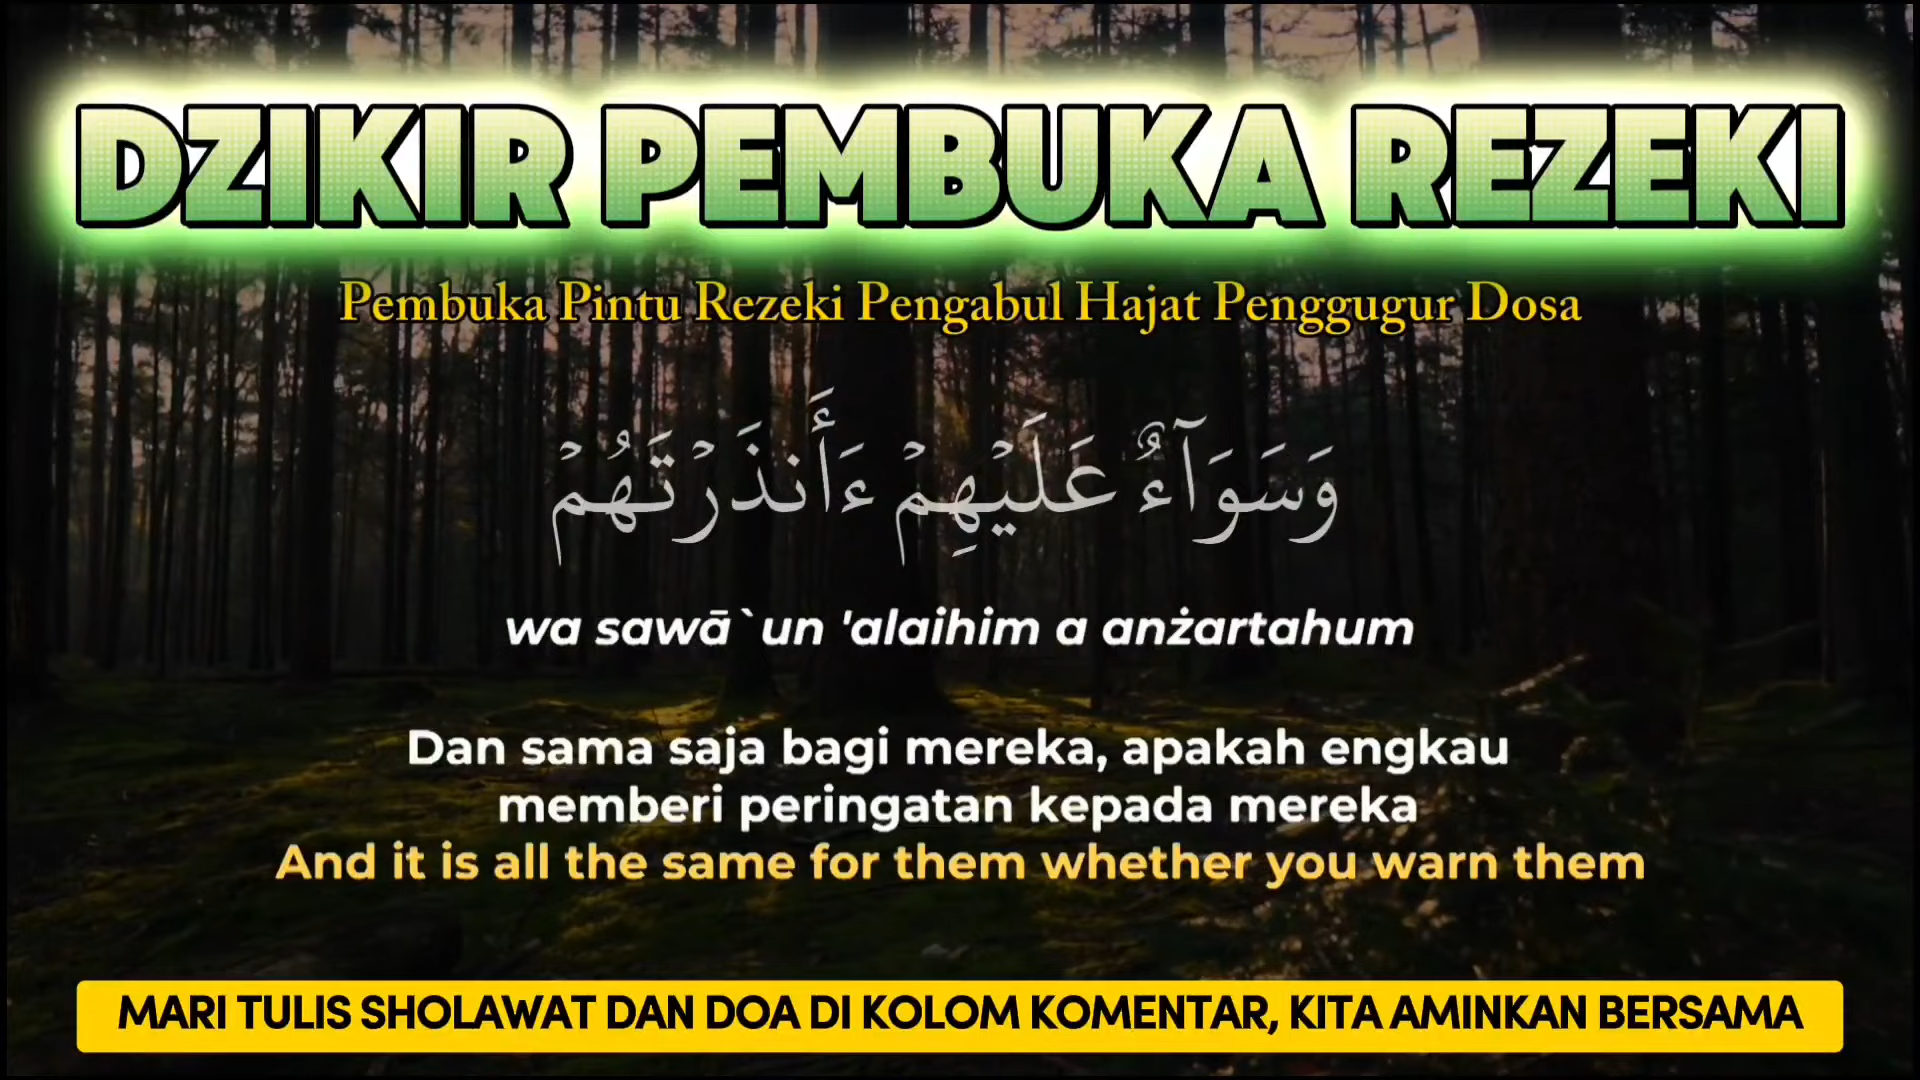 DZIKIR PEMBUKA REZEKI
Pembuka Pintu Rezeki Pengabul Hajat Penggugur Dosa
وَسَوَآءٌ عَلَيْهِمْ ءَأَنذَرْتَهُمْ
wa sawā`un 'alaihim a anżartahum
Dan sama saja bagi mereka, apakah engkau
memberi peringatan kepada mereka
And it is all the same for them whether you warn them
MARI TULIS SHOLAWAT DAN DOA DI KOLOM KOMENTAR, KITA AMINKAN BERSAMA